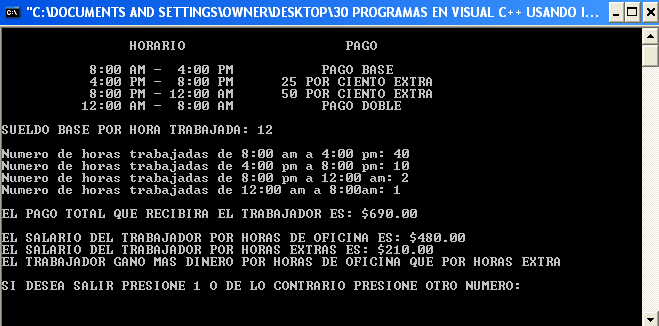 "C:\DOCUMENTS AND SETTINGS\OWNER\DESKTOP\30 PROGRAMAS EN VISUAL C++ USANDO I...
HORARIO PAGO
8:00 AM - 4:00 PM PAGO BASE
4:00 PM - 8:00 PM 25 POR CIENTO EXTRA
8:00 PM - 12:00 AM 50 POR CIENTO EXTRA
12:00 AM - 8:00 AM PAGO DOBLE
SUELDO BASE POR HORA TRABAJADA: 12
Numero de horas trabajadas de 8:00 am a 4:00 pm: 40
Numero de horas trabajadas de 4:00 pm a 8:00 pm: 10
Numero de horas trabajadas de 8:00 pm a 12:00 am: 2
Numero de horas trabajadas de 12:00 am a 8:00am: 1
EL PAGO TOTAL QUE RECIBIRA EL TRABAJADOR ES: $690.00
EL SALARIO DEL TRABAJADOR POR HORAS DE OFICINA ES: $480.00
EL SALARIO DEL TRABAJADOR POR HORAS EXTRAS ES: $210.00
EL TRABAJADOR GANO MAS DINERO POR HORAS DE OFICINA QUE POR HORAS EXTRA
SI DESEA SALIR PRESIONE 1 O DE LO CONTRARIO PRESIONE OTRO NUMERO: